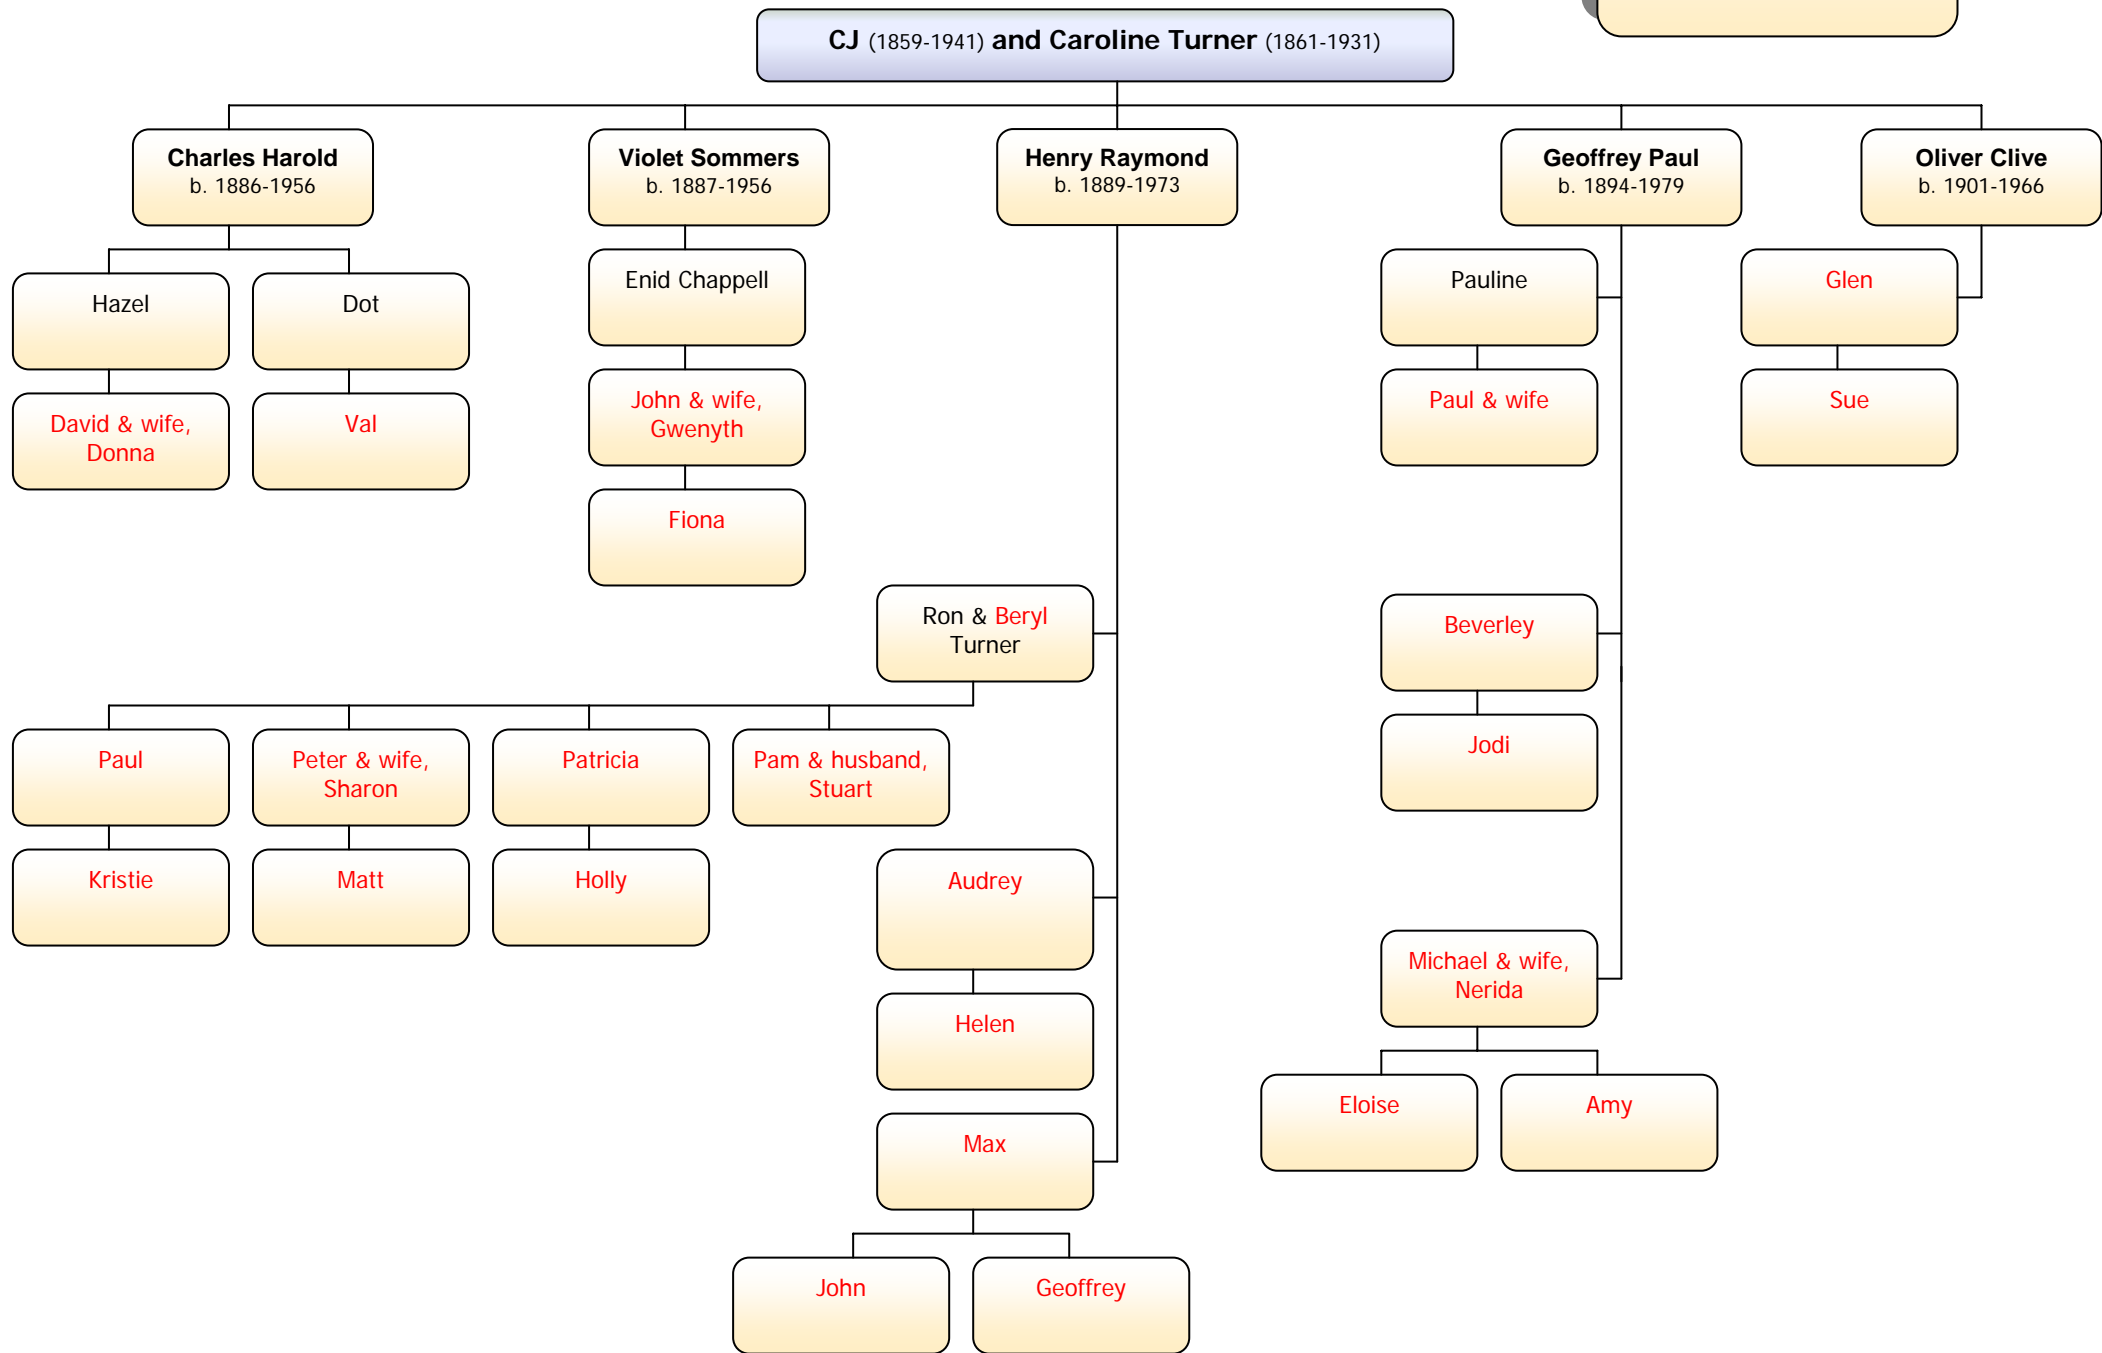 CJ (1859-1941) and Caroline Turner (1861-1931)
Charles Harold
b. 1886-1956
Violet Sommers
b. 1887-1956
Henry Raymond
b. 1889-1973
Geoffrey Paul
b. 1894-1979
Oliver Clive
b. 1901-1966
Hazel
Dot
Enid Chappell
Pauline
Glen
David & wife,
Donna
Val
John & wife,
Gwenyth
Paul & wife
Sue
Fiona
Ron & Beryl
Turner
Beverley
Paul
Peter & wife,
Sharon
Patricia
Pam & husband,
Stuart
Jodi
Kristie
Matt
Holly
Audrey
Michael & wife,
Nerida
Helen
Eloise
Amy
Max
John
Geoffrey